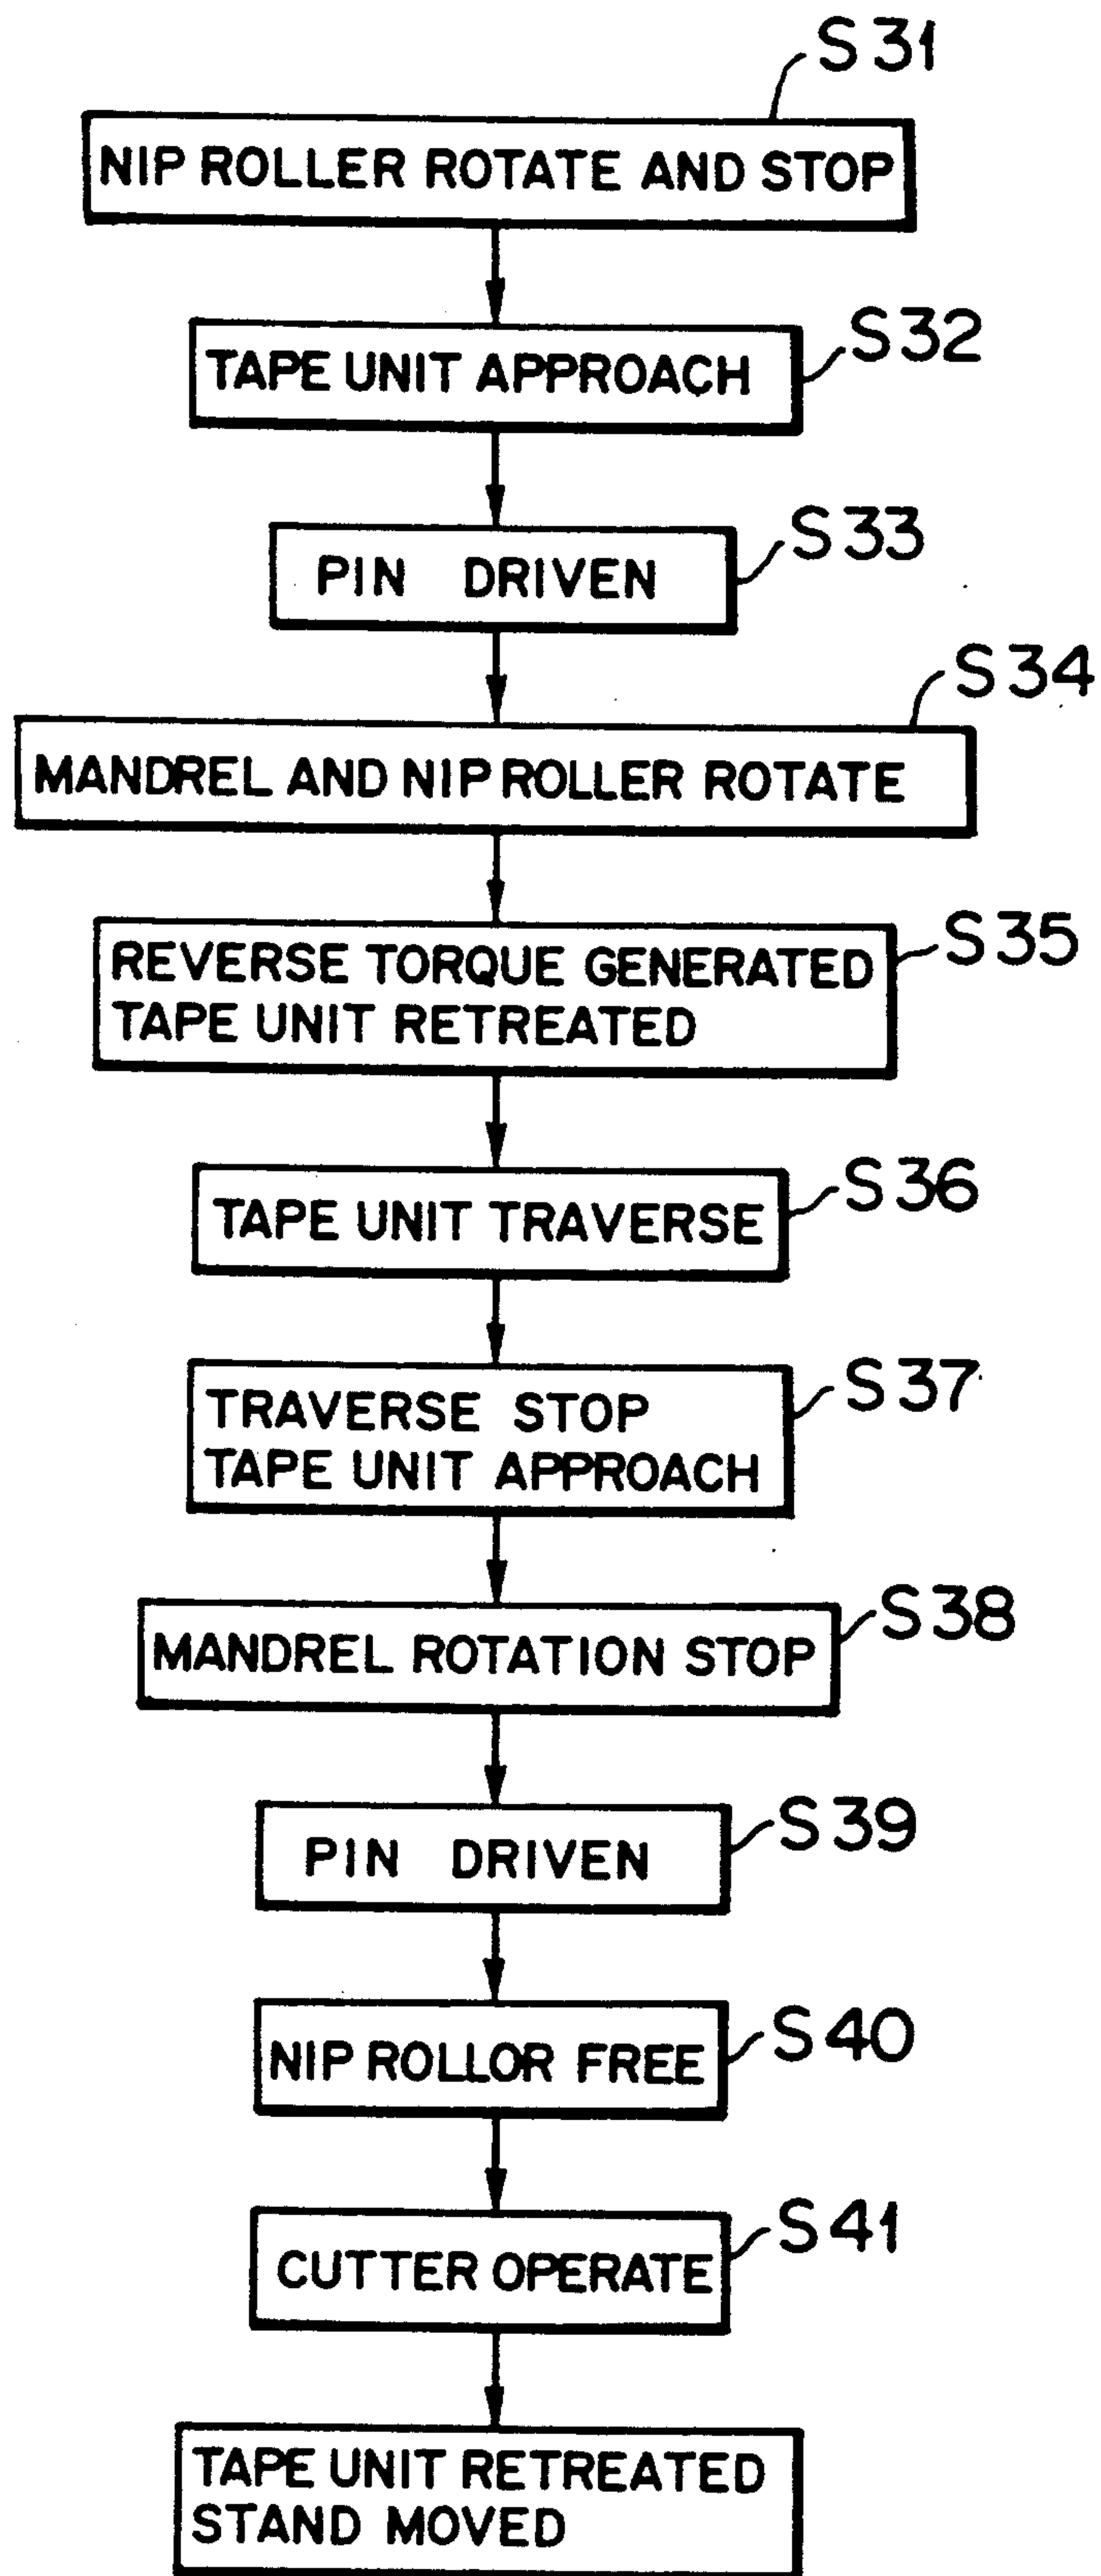 S31
NIP ROLLER ROTATE AND STOP
S32
TAPE UNIT APPROACH
S33
PIN DRIVEN
S34
MANDREL AND NIP ROLLER ROTATE
S35
REVERSE TORQUE GENERATED
TAPE UNIT RETREATED
S36
TAPE UNIT TRAVERSE
S37
TRAVERSE STOP
TAPE UNIT APPROACH
S38
MANDREL ROTATION STOP
S39
PIN DRIVEN
S40
NIP ROLLOR FREE
S41
CUTTER OPERATE
TAPE UNIT RETREATED
STAND MOVED